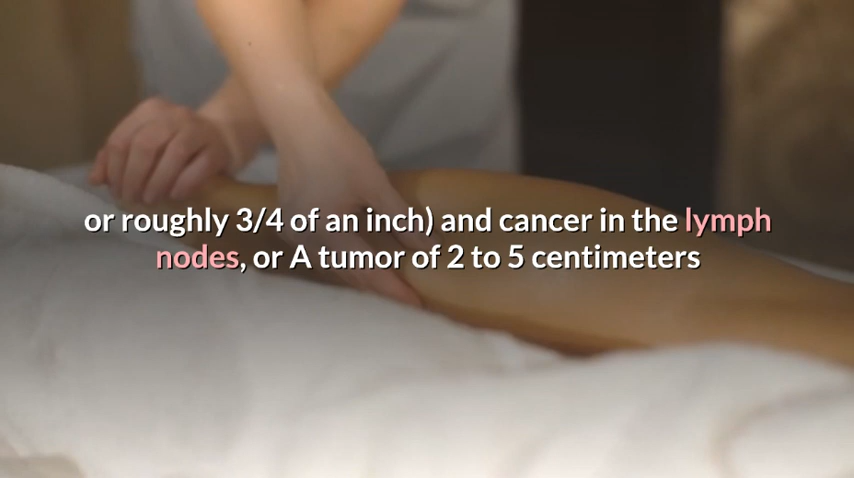 or roughly 3/4 of an inch) and cancer in the lymph
nodes, or A tumor of 2 to 5 centimeters